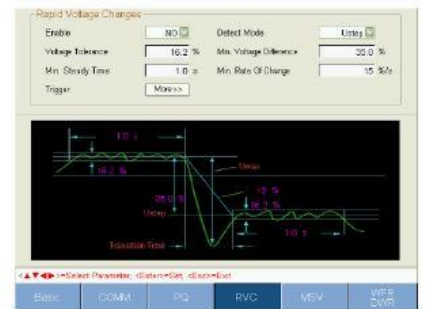 Rapid Voltage Changes
Enable NO Detect Mode Ustep
Voltage Tolerance 16.2 % Min. Voltage Difference 35.0 %
Min. Steady Time 1.0 s Min. Rate Of Change 15 %/s
Trigger More>>
1.0 s
16.2 %
Umax
15 %
35.0 %
16.2 %
Ustep
1.0 s
Transition Time
<▲▼◀▶>=Select Parameter, <Enter>=Set, <Esc>=Exit
Basic COMM PQ RVC MSV WFR
DWR